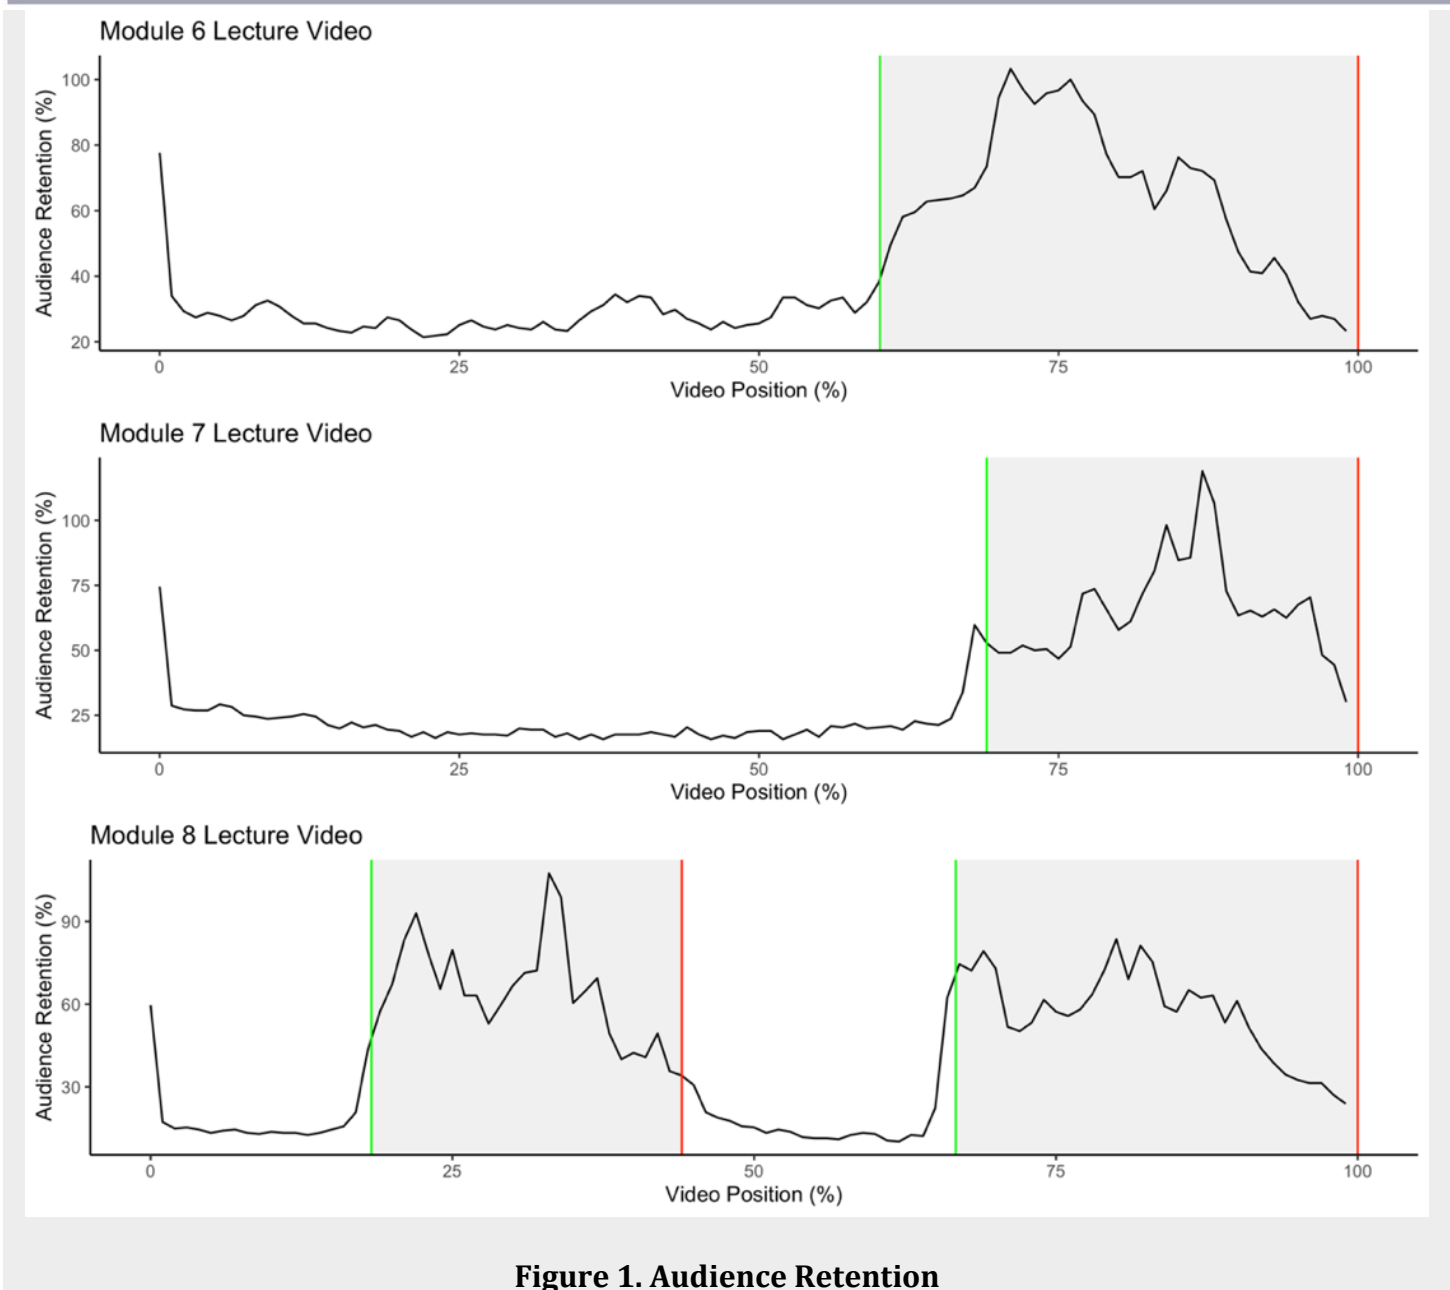 Module 6 Lecture Video
Audience Retention (%)
100
80
60
40
20
0 25 50 75 100
Video Position (%)
Module 7 Lecture Video
Audience Retention (%)
100
75
50
25
0 25 50 75 100
Video Position (%)
Module 8 Lecture Video
Audience Retention (%)
90
60
30
0 25 50 75 100
Video Position (%)
Figure 1. Audience Retention